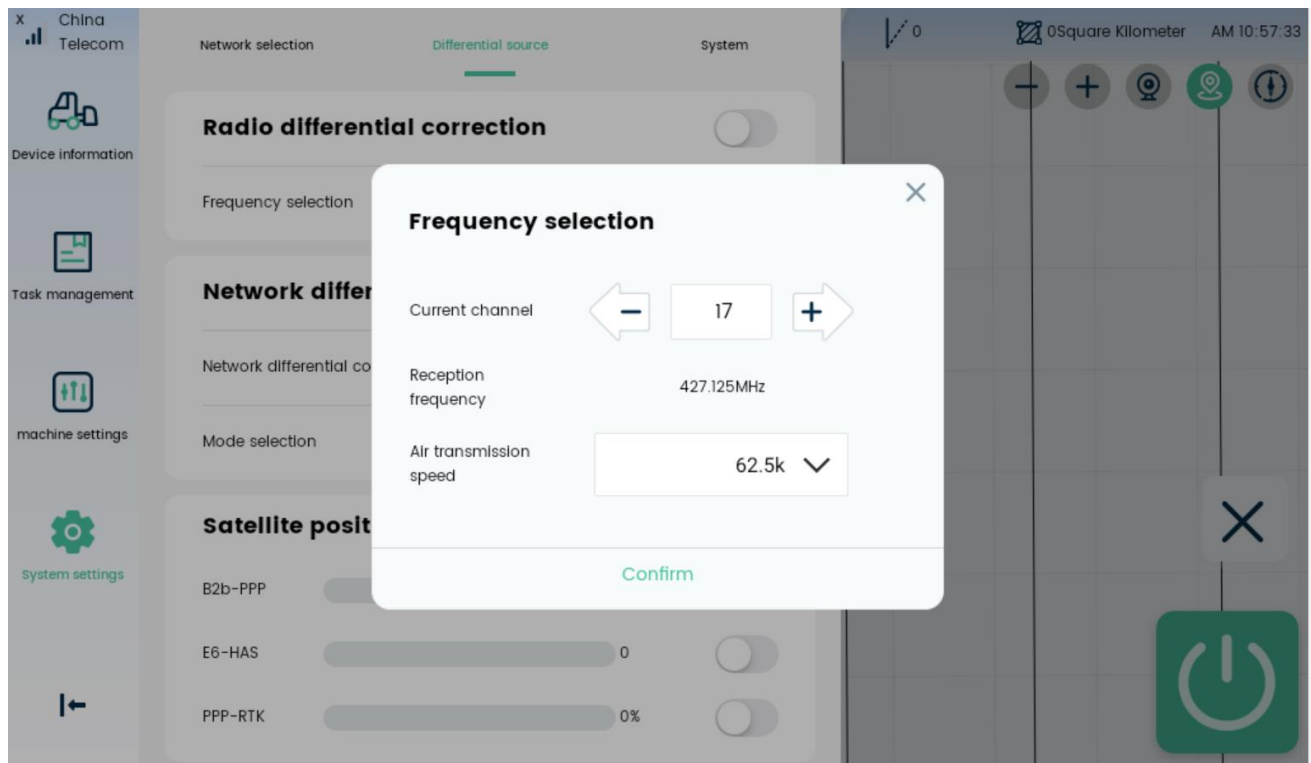 x China
Telecom
Network selection
Differential source
System
0
0Square Kilometer
AM 10:57:33
Device information
Radio differential correction
Frequency selection
Frequency selection
Task management
Network differ
Current channel
17
Network differential co
Reception
frequency
427.125MHz
machine settings
Mode selection
Air transmission
speed
62.5k
Satellite posit
System settings
B2b-PPP
Confirm
E6-HAS
0
PPP-RTK
0%